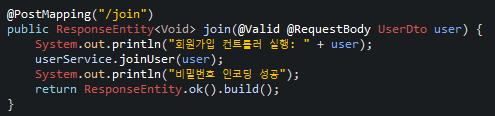 @PostMapping("/join")
public ResponseEntity<Void> join(@Valid @RequestBody UserDto user) {
    System.out.println("회원가입 컨트롤러 실행: " + user);
    userService.joinUser(user);
    System.out.println("비밀번호 인코딩 성공");
    return ResponseEntity.ok().build();
}